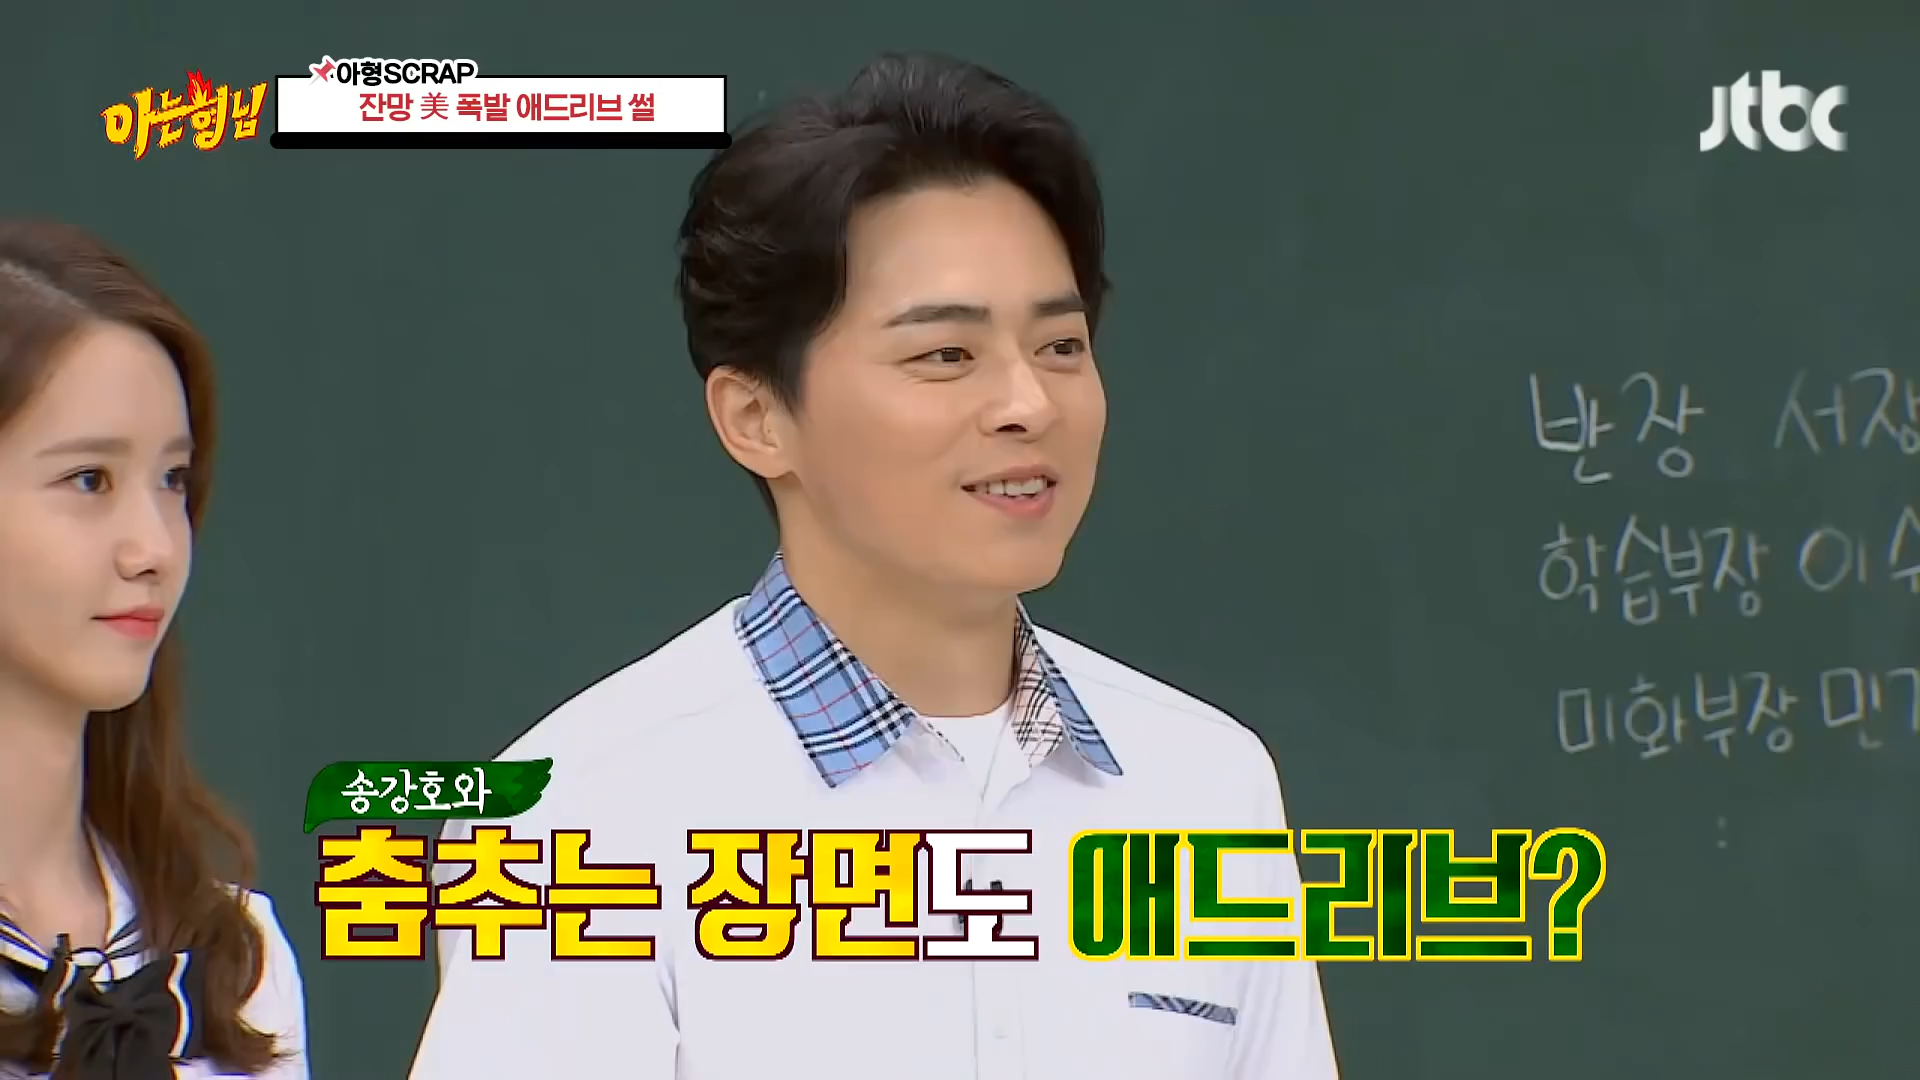 아는형님
아형SCRAP
잔망 美 폭발 애드리브 썰
jtbc
반장 서장
학습부장 이수
미화부장 민
송강호와
춤추는 장면도 애드리브?